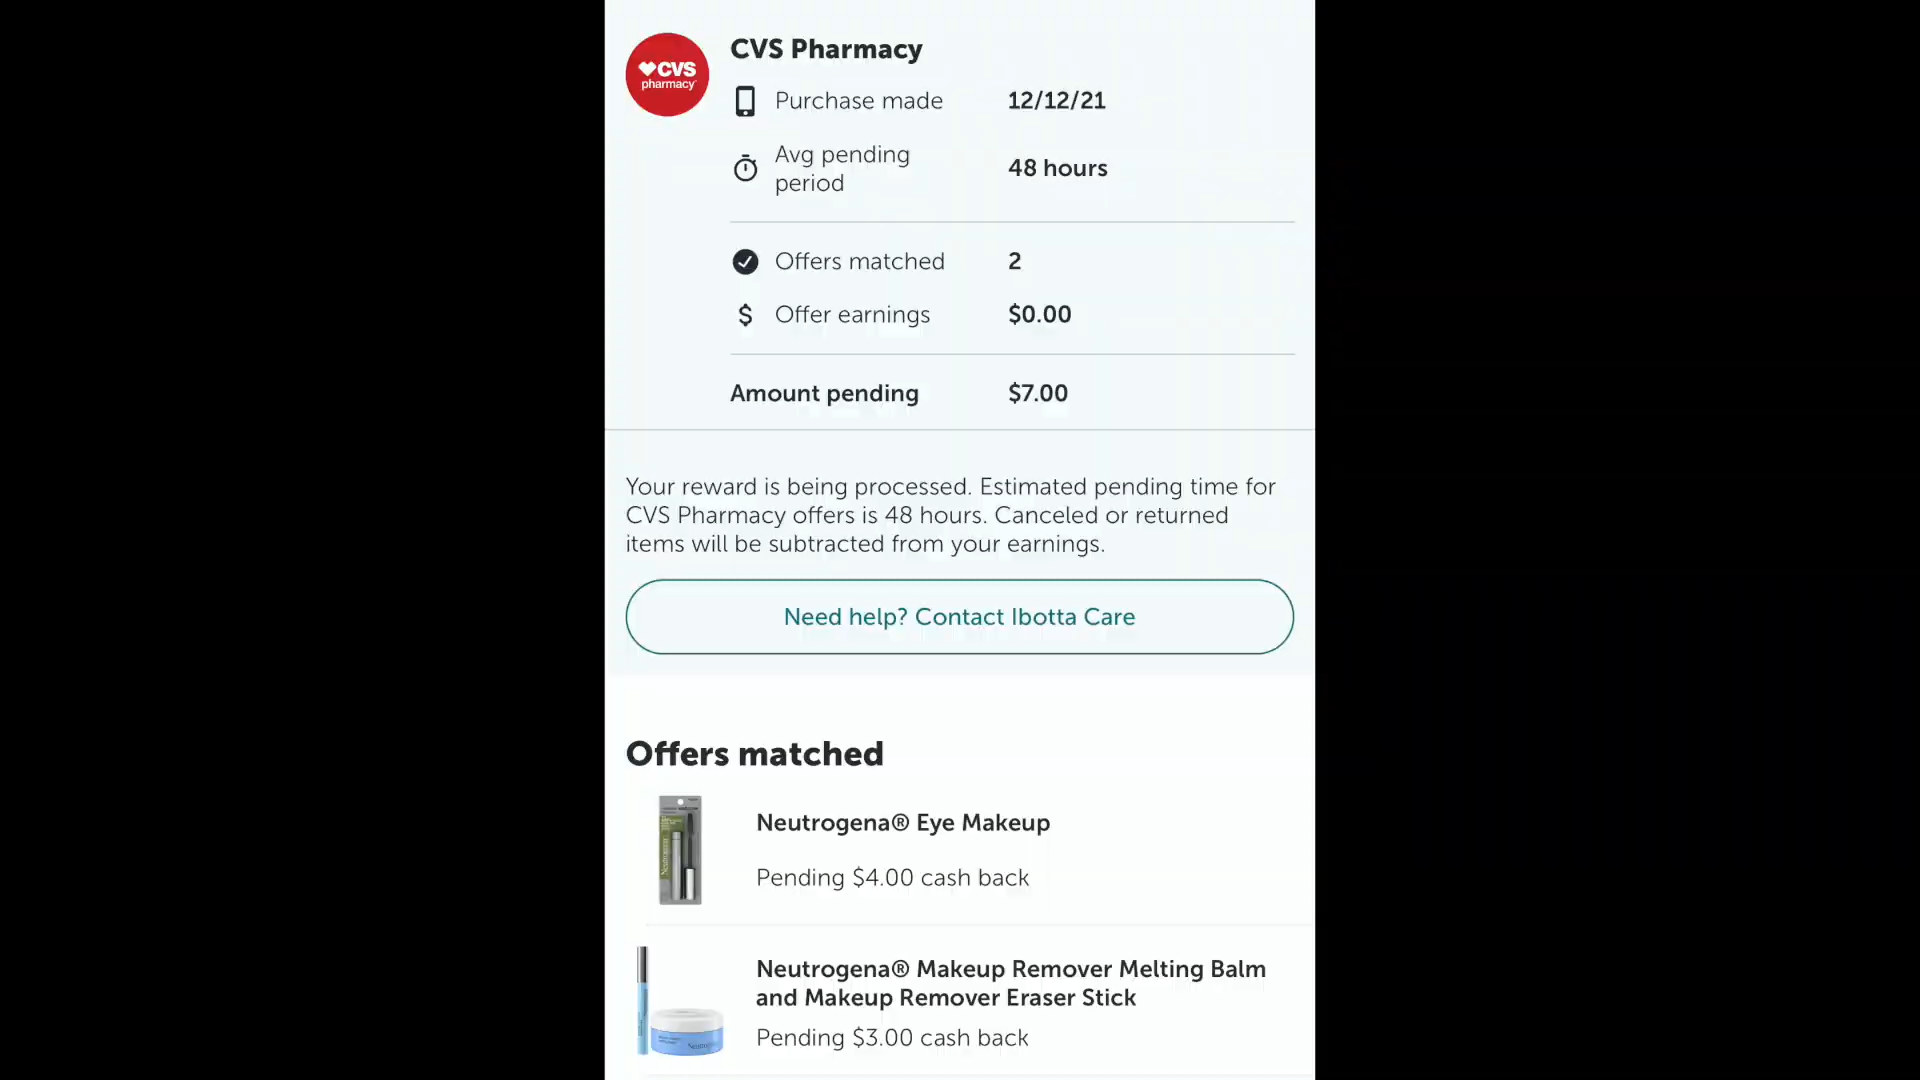 CVS
pharmacy
CVS Pharmacy
Purchase made 12/12/21
Avg pending
period
48 hours
Offers matched 2
$ Offer earnings $0.00
Amount pending $7.00
Your reward is being processed. Estimated pending time for
CVS Pharmacy offers is 48 hours. Canceled or returned
items will be subtracted from your earnings.
Need help? Contact Ibotta Care
Offers matched
Neutrogena® Eye Makeup
Pending $4.00 cash back
Neutrogena® Makeup Remover Melting Balm
and Makeup Remover Eraser Stick
Pending $3.00 cash back